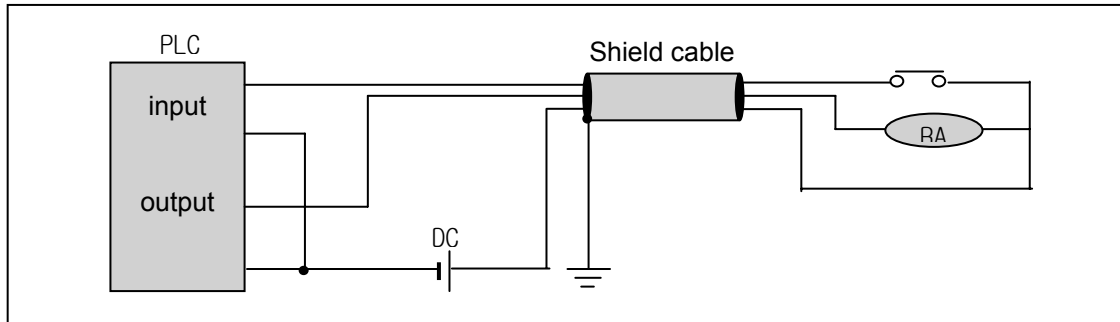 PLC
Shield cable
input
RA
output
DC